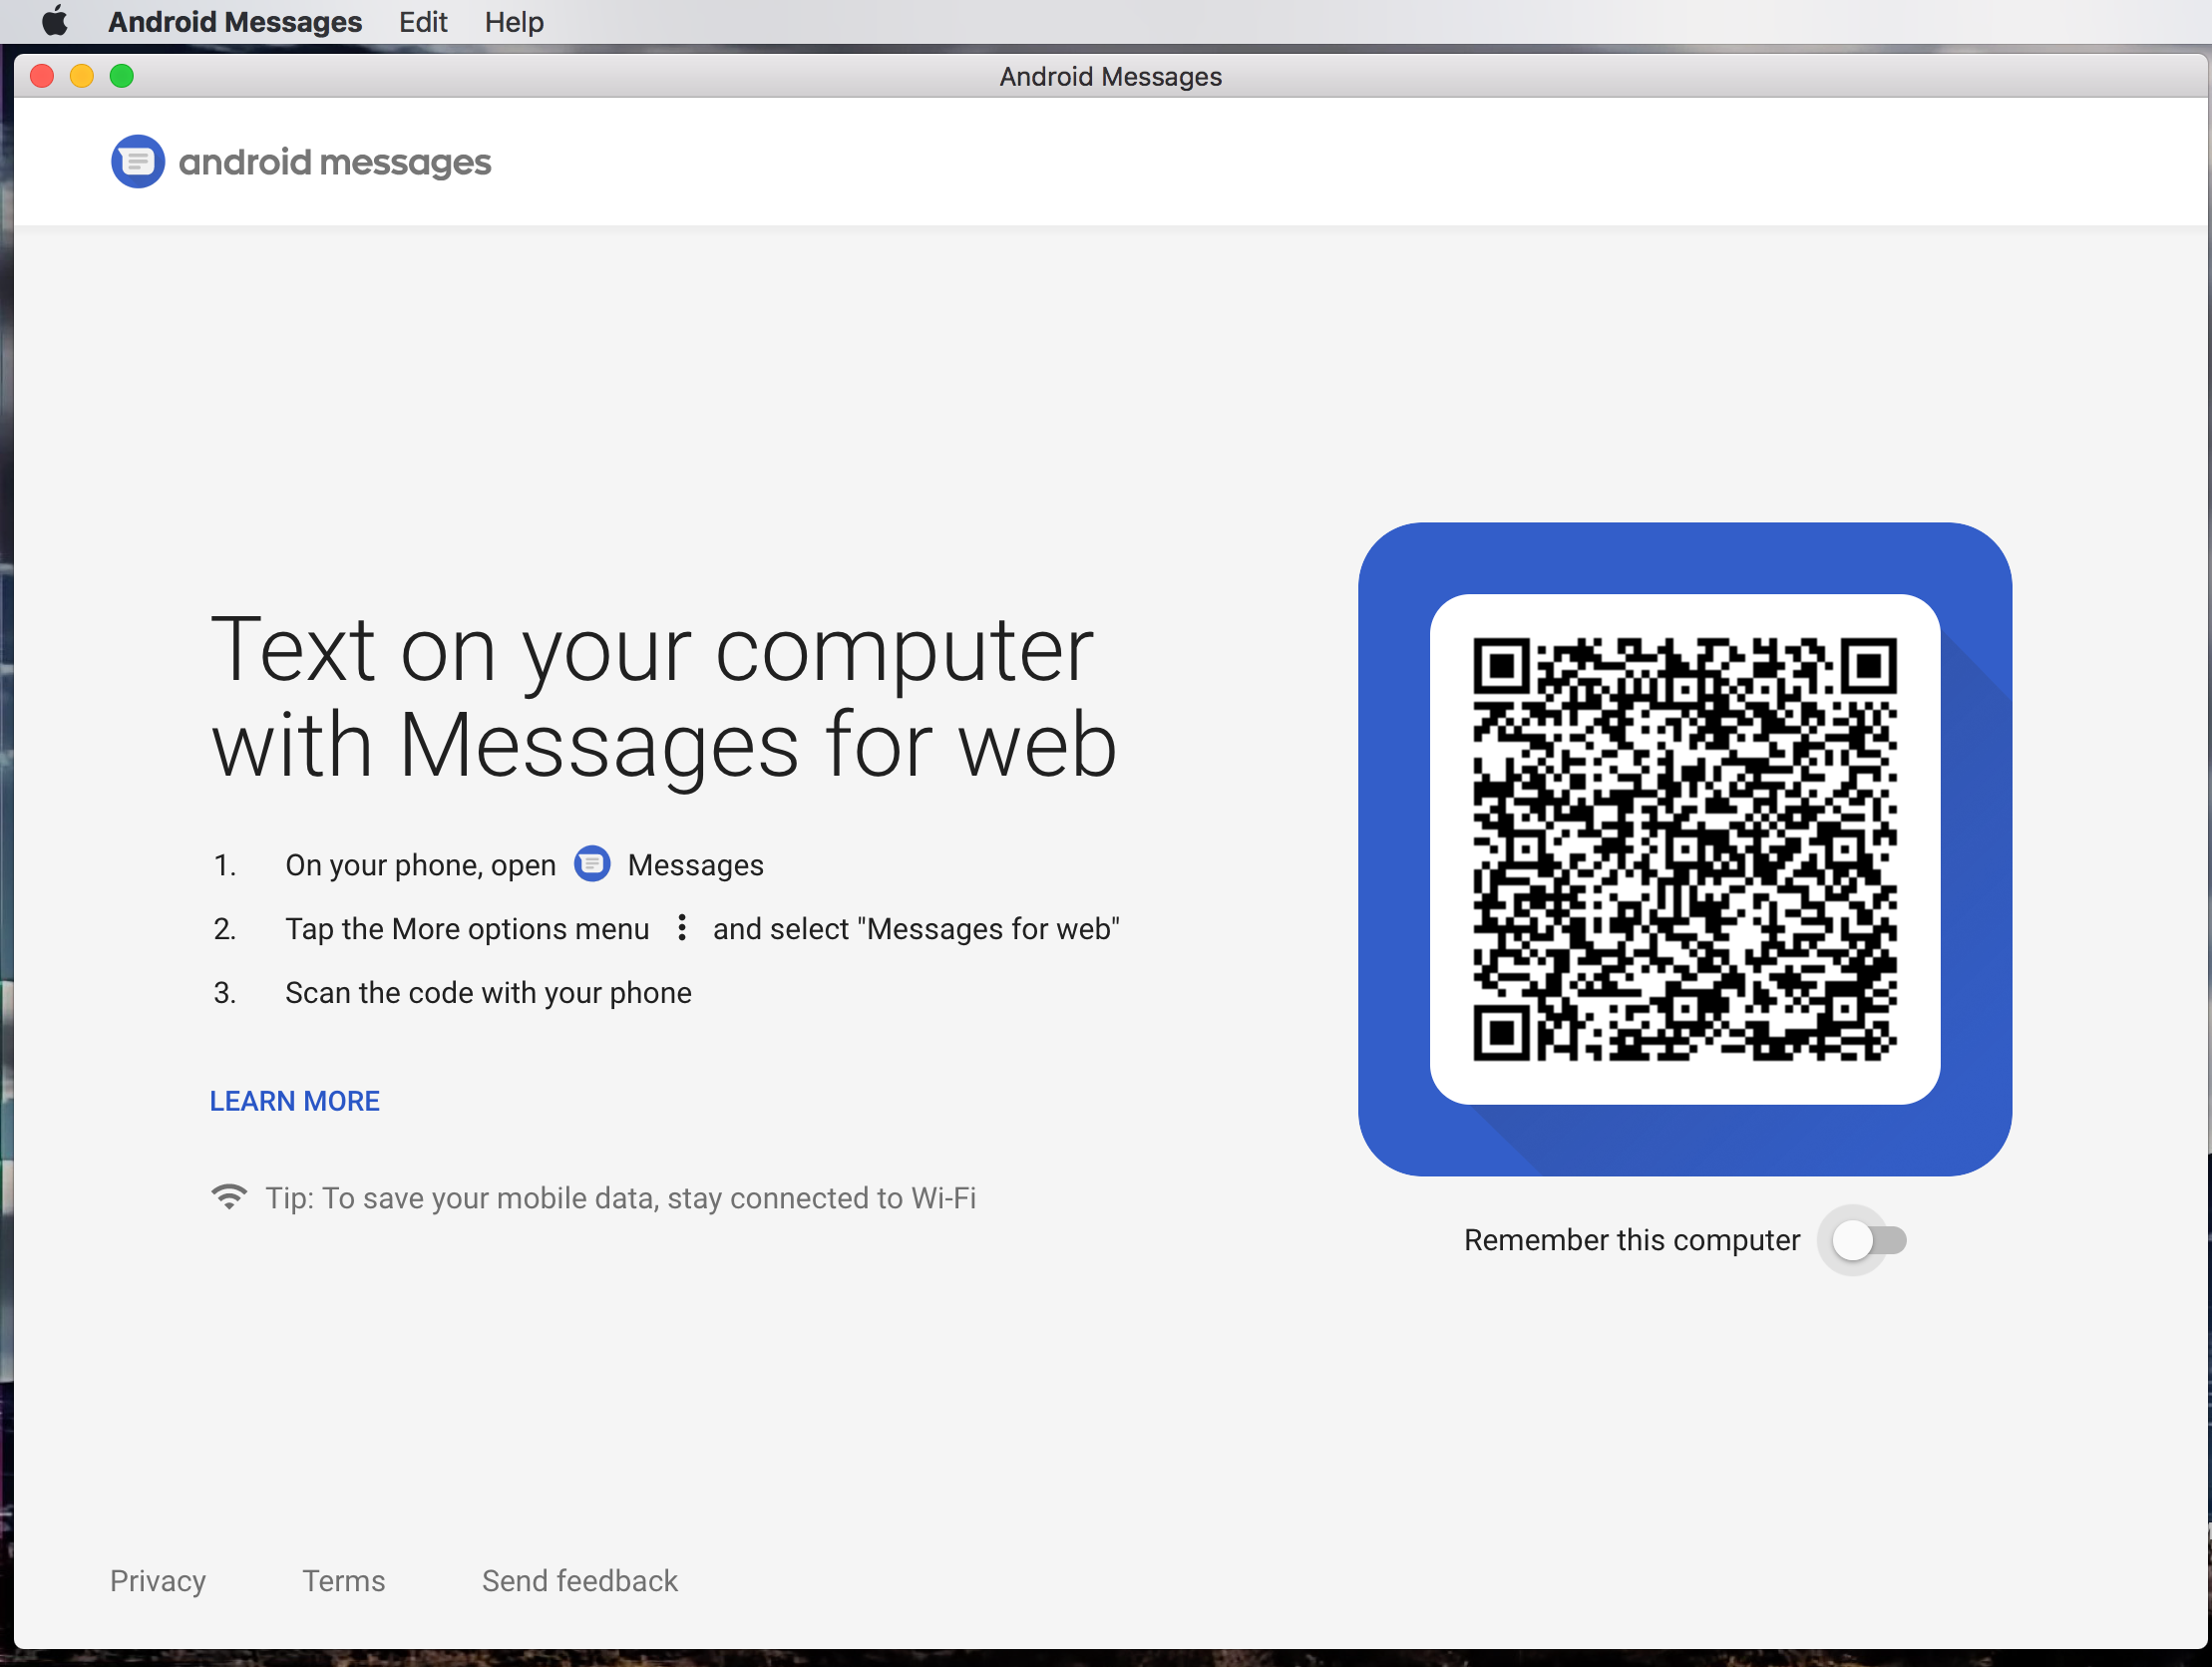 Android Messages Edit Help
Android Messages
android messages
Text on your computer
with Messages for web
1. On your phone, open Messages
2. Tap the More options menu and select "Messages for web"
3. Scan the code with your phone
LEARN MORE
Tip: To save your mobile data, stay connected to Wi-Fi
Remember this computer
Privacy Terms Send feedback